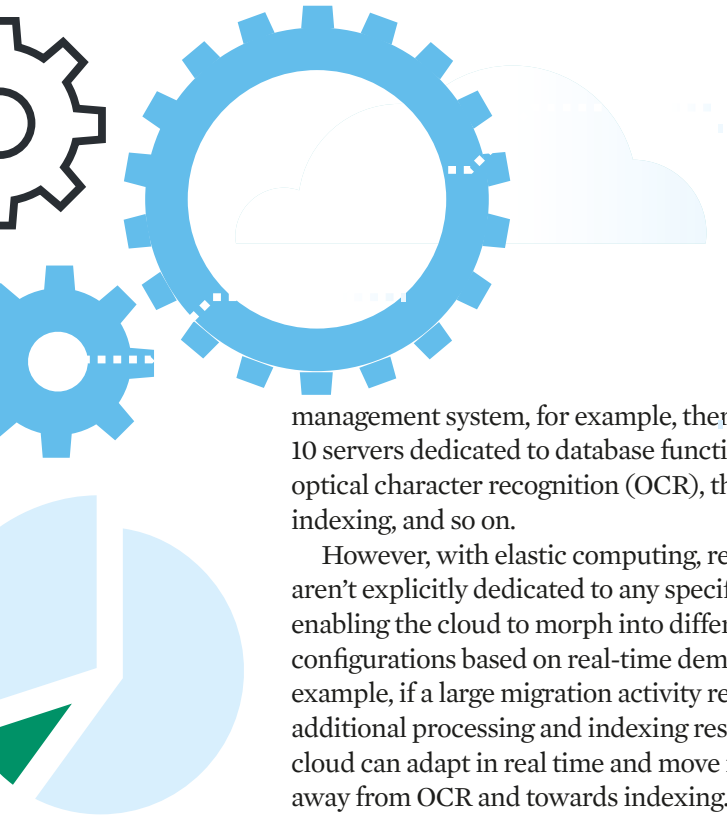 management system, for example, ther
10 servers dedicated to database functi
optical character recognition (OCR), th
indexing, and so on.
However, with elastic computing, re
aren’t explicitly dedicated to any specif
enabling the cloud to morph into differ
configurations based on real-time dem
example, if a large migration activity re
additional processing and indexing res
cloud can adapt in real time and move
away from OCR and towards indexing.